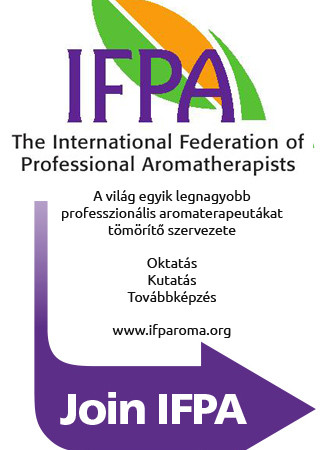 IFPA
The International Federation of
Professional Aromatherapists
A világ egyik legnagyobb
professzionális aromaterapeutákat
tömörítő szervezete
Oktatás
Kutatás
Továbbképzés
www.ifparoma.org
Join IFPA